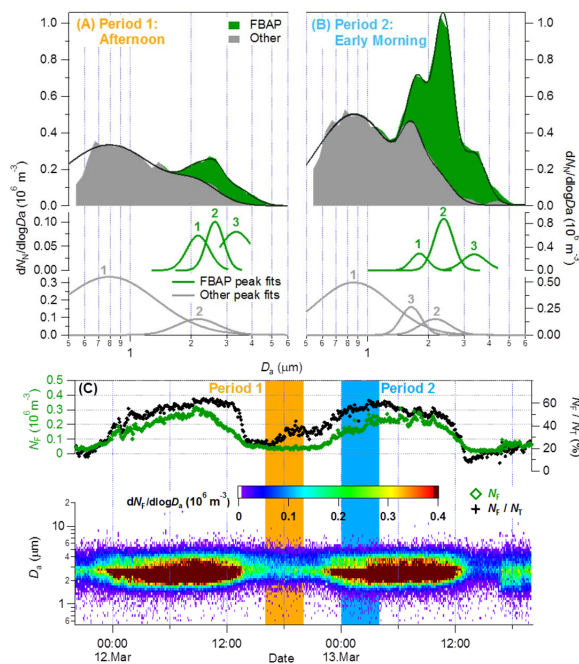 (A) Period 1:
Afternoon
FBAP
Other
(B) Period 2:
Early Morning
1.0
0.8
0.6
0.4
0.2
0.0
1.0
0.8
0.6
0.4
0.2
0.0
dN_N/dlogDa (10^6 m^-3)
dN_N/dlogDa (10^6 m^-3)
0.10
0.05
0.00
1
2
3
FBAP peak fits
Other peak fits
0.3
0.2
0.1
0.0
1
2
1
2
3
0.8
0.4
0.0
1
3
2
0.50
0.25
0.00
5 6 7 8 9 1 2 3 4 5 6
5 6 7 8 9 1 2 3 4 5 6
D_a (µm)
(C)
Period 1
Period 2
N_F (10^6 m^-3)
0.5
0.4
0.3
0.2
0.1
0
N_F / N_T (%)
60
40
20
0
dN_F/dlogD_a (10^6 m^-3)
0 0.1 0.2 0.3 0.4
N_F
N_F / N_T
D_a (µm)
2
10
8
6
4
2
1
8
6
00:00
12.Mar
12:00
Date
00:00
13.Mar
12:00